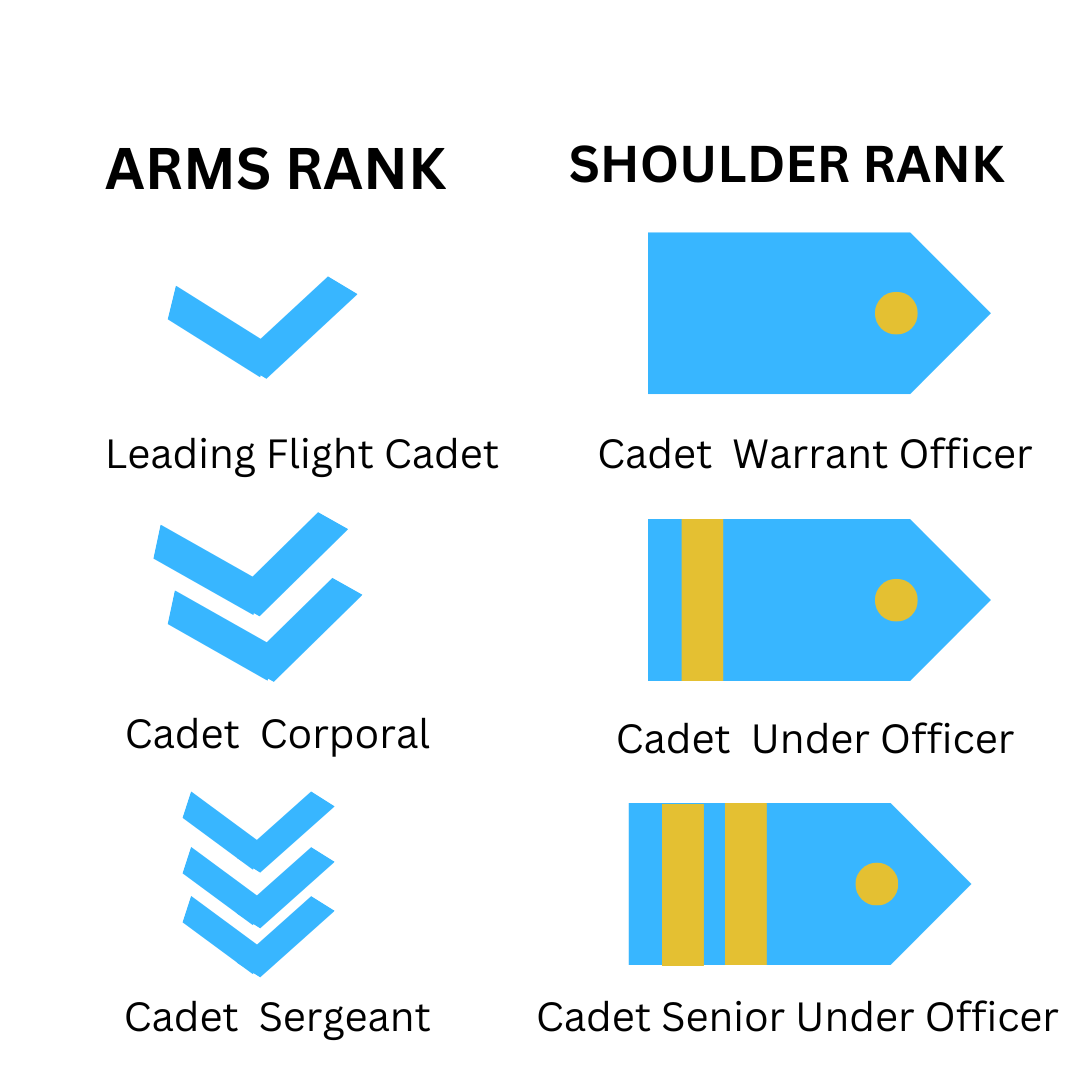 ARMS RANK
SHOULDER RANK
Leading Flight Cadet
Cadet  Warrant Officer
Cadet  Corporal
Cadet  Under Officer
Cadet  Sergeant
Cadet Senior Under Officer